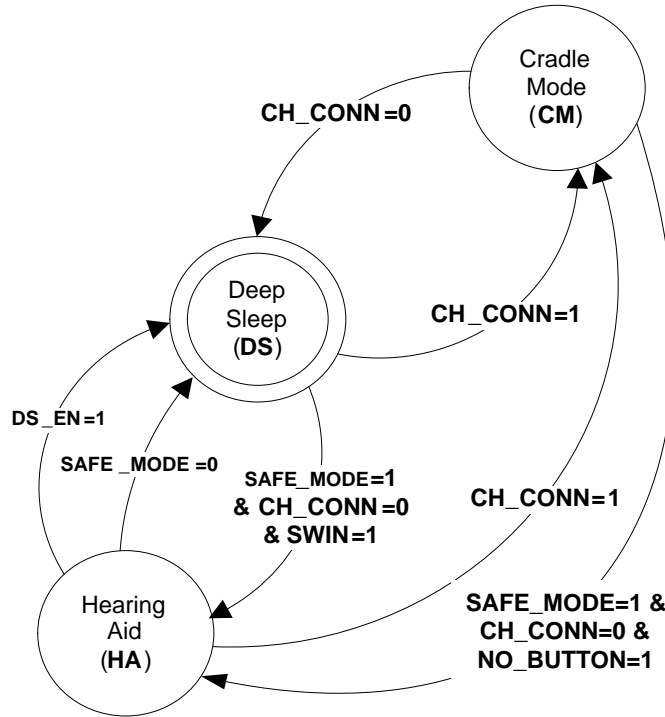 Cradle
Mode
(CM)
CH_CONN=0
Deep
Sleep
(DS)
CH_CONN=1
DS_EN=1
SAFE_MODE=0
SAFE_MODE=1
& CH_CONN=0
& SWIN=1
CH_CONN=1
Hearing
Aid
(HA)
SAFE_MODE=1 &
CH_CONN=0 &
NO_BUTTON=1